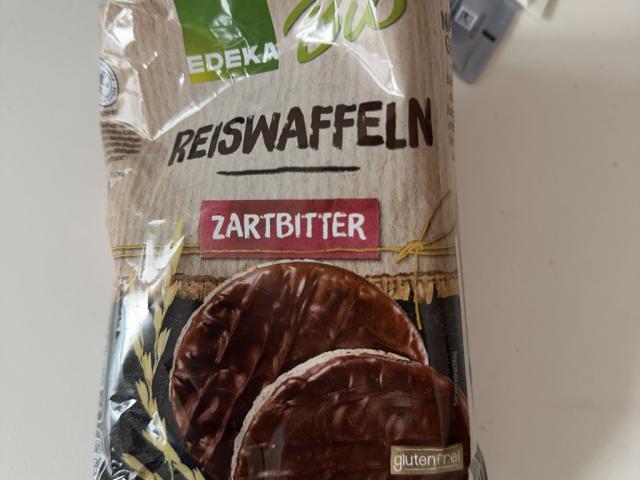 EDEKA
Bio
REISWAFFELN
ZARTBITTER
glutenfrei